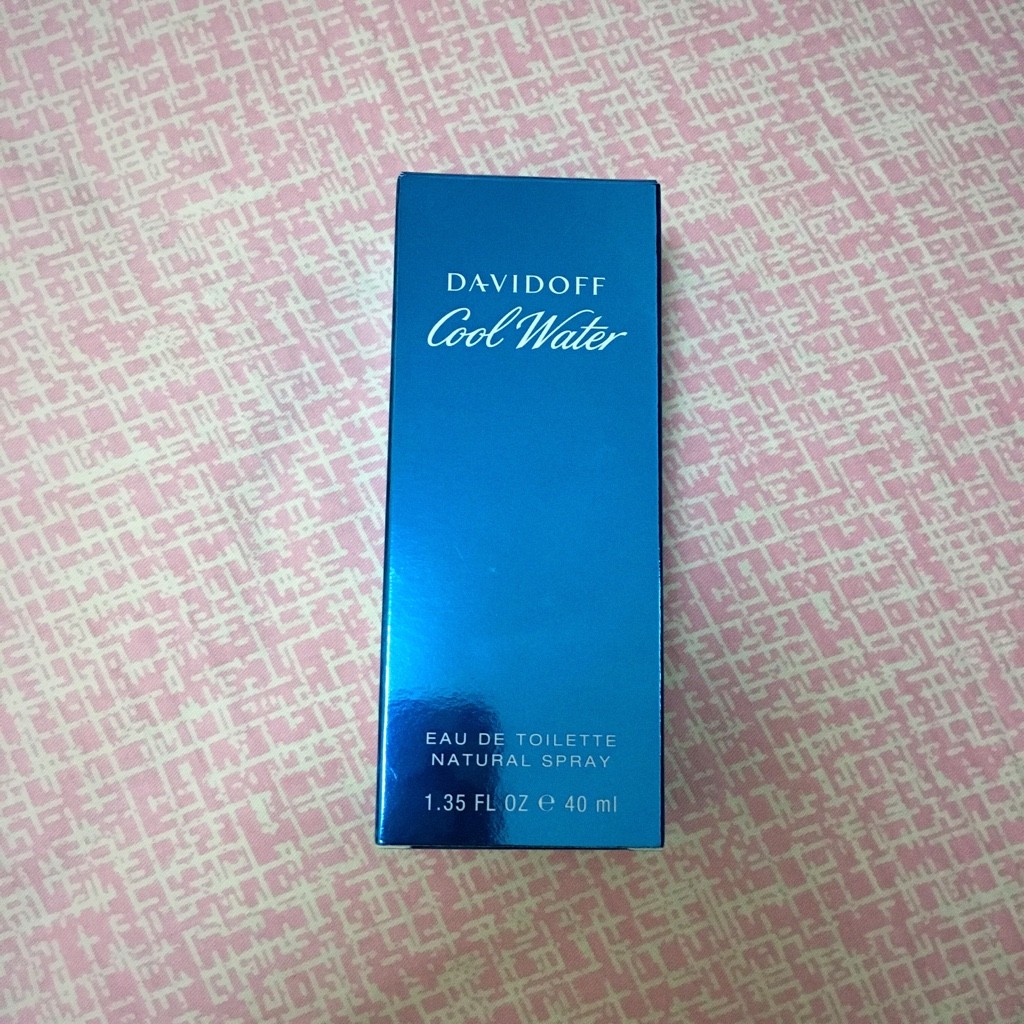 DAVIDOFF
Cool Water
EAU DE TOILETTE
NATURAL SPRAY
1.35 FL OZ ℮ 40 ml